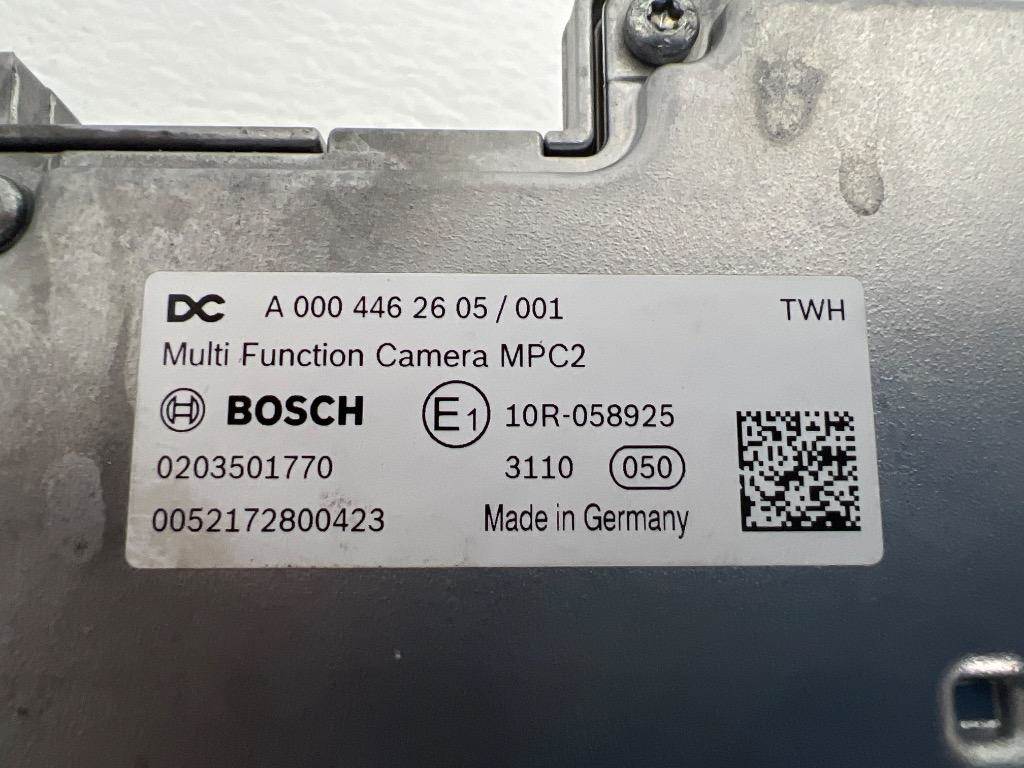 DC A 000 446 26 05 / 001 TWH
Multi Function Camera MPC2
BOSCH E1 10R-058925
0203501770 3110 050
0052172800423 Made in Germany